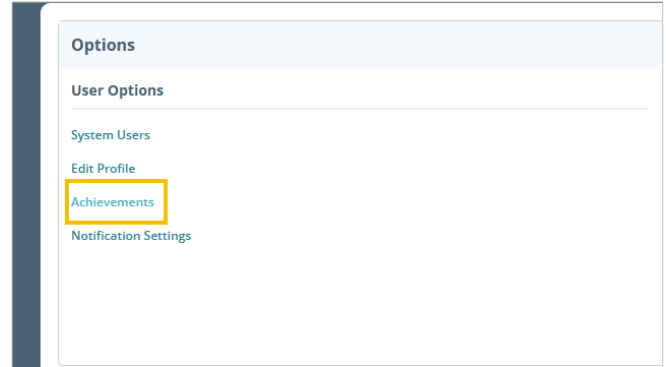 Options
User Options
System Users
Edit Profile
Achievements
Notification Settings